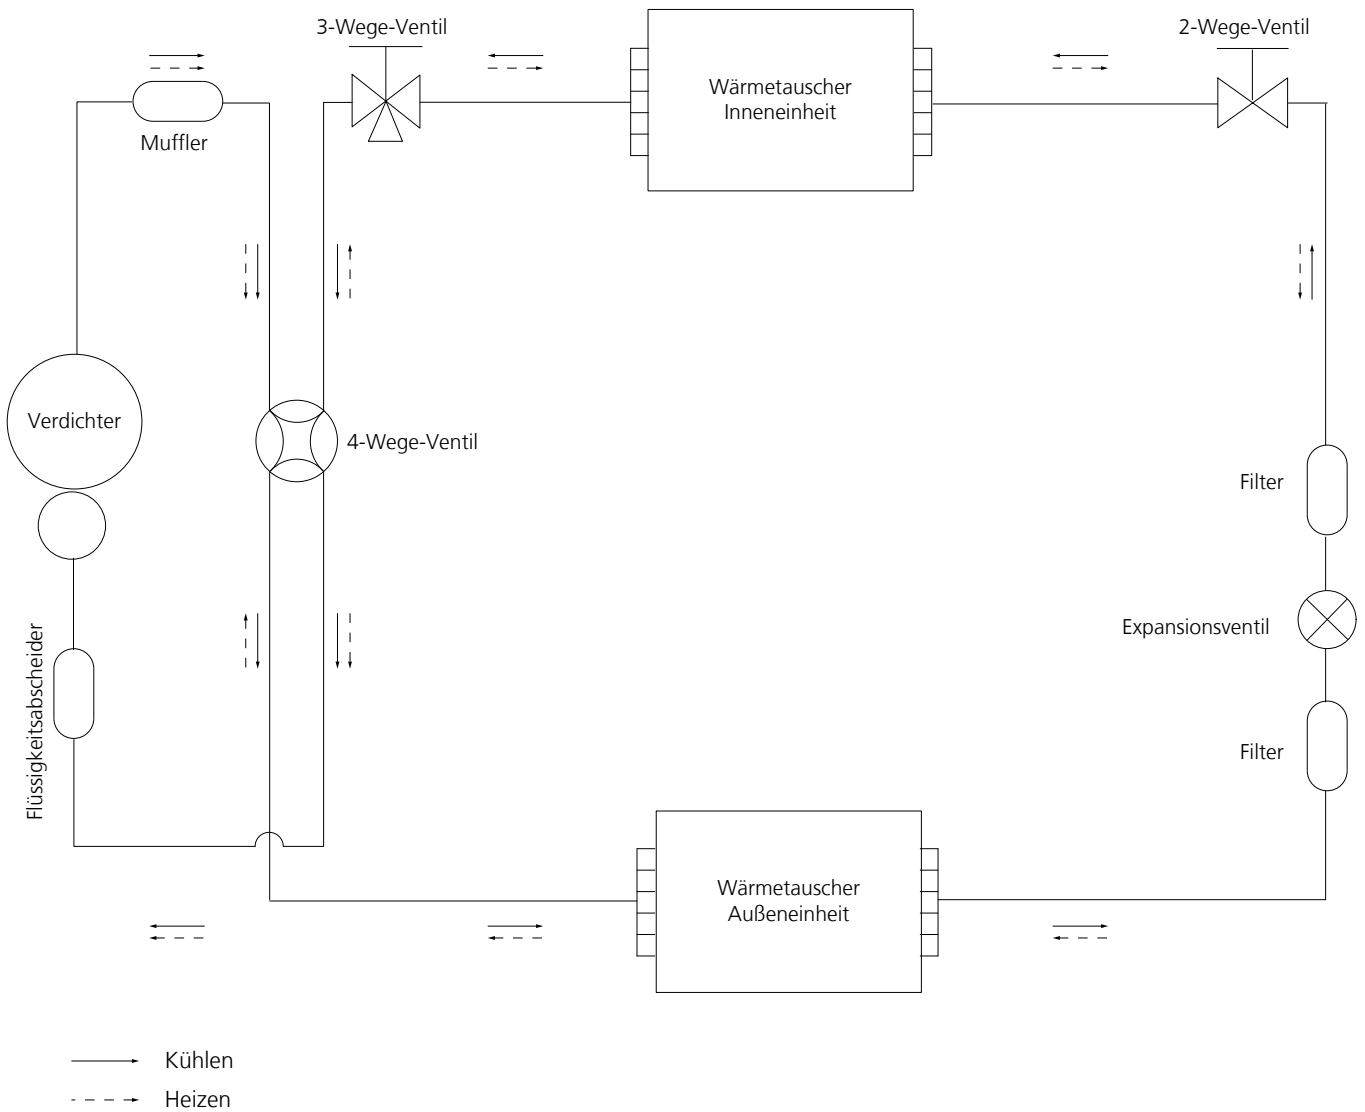 3-Wege-Ventil
2-Wege-Ventil
Wärmetauscher
Inneneinheit
Muffler
Verdichter
4-Wege-Ventil
Filter
Expansionsventil
Flüssigkeitsabscheider
Filter
Wärmetauscher
Außeneinheit
Kühlen
Heizen